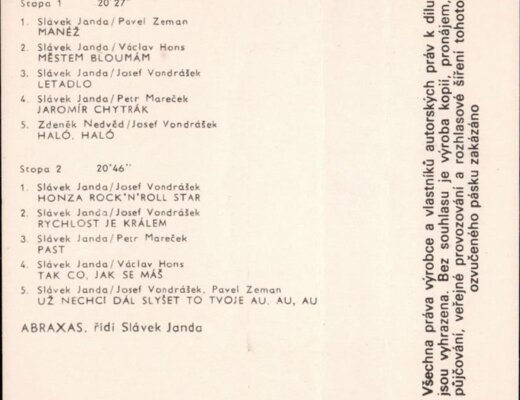 Stopa 1 20'27"
1. Slávek Janda/Pavel Zeman
MANÉŽ
2. Slávek Janda/Václav Hons
MĚSTEM BLOUMÁM
3. Slávek Janda/Josef Vondrášek
LETADLO
4. Slávek Janda/Petr Mareček
JAROMÍR CHYTRÁK
5. Zdeněk Nedvěd/Josef Vondrášek
HALÓ, HALÓ
Stopa 2 20'46"
1. Slávek Janda/Josef Vondrášek
HONZA ROCK'N'ROLL STAR
2. Slávek Janda/Josef Vondrášek
RYCHLOST JE KRÁLEM
3. Slávek Janda/Petr Mareček
PAST
4. Slávek Janda/Václav Hons
TAK CO, JAK SE MÁŠ
5. Slávek Janda/Josef Vondrášek, Pavel Zeman
UŽ NECHCI DÁL SLYŠET TO TVOJE AU, AU, AU
ABRAXAS, řídí Slávek Janda
Všechna práva výrobce a vlastníků autorských práv k dílu
jsou vyhrazena. Bez souhlasu je výroba kopií, pronájem,
půjčování, veřejné provozování a rozhlasové šíření tohoto
ozvučeného pásku zakázáno